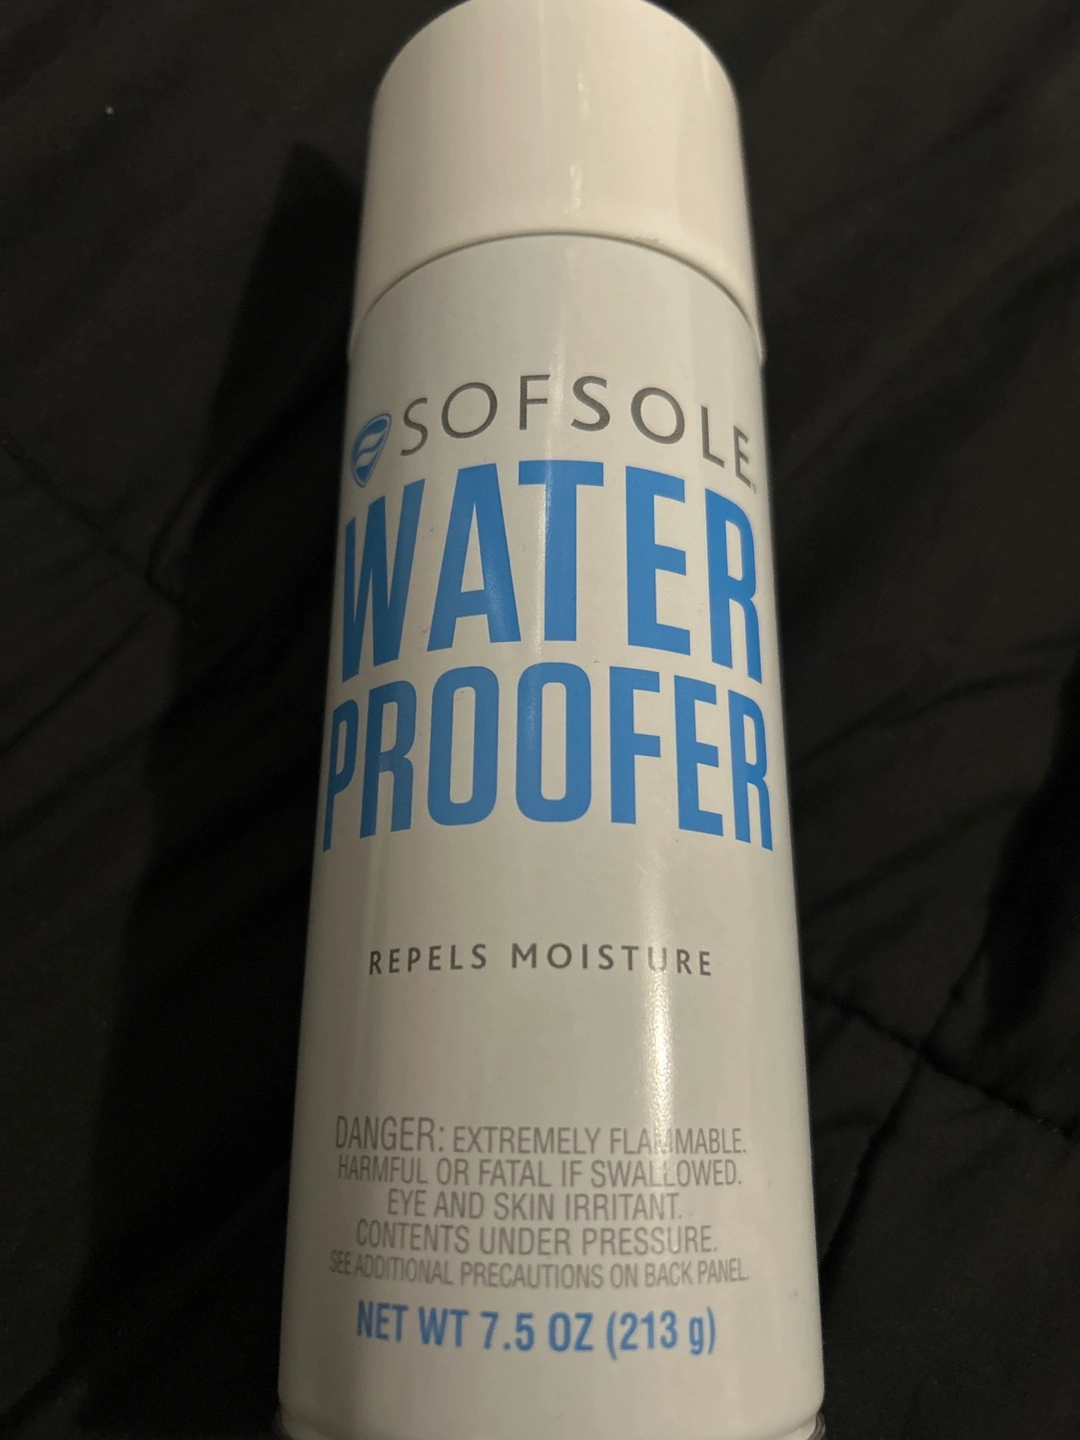 SOFSOLE.
WATER
PROOFER
REPELS MOISTURE
DANGER: EXTREMELY FLAMMABLE.
HARMFUL OR FATAL IF SWALLOWED.
EYE AND SKIN IRRITANT.
CONTENTS UNDER PRESSURE.
SEE ADDITIONAL PRECAUTIONS ON BACK PANEL.
NET WT 7.5 OZ (213 g)